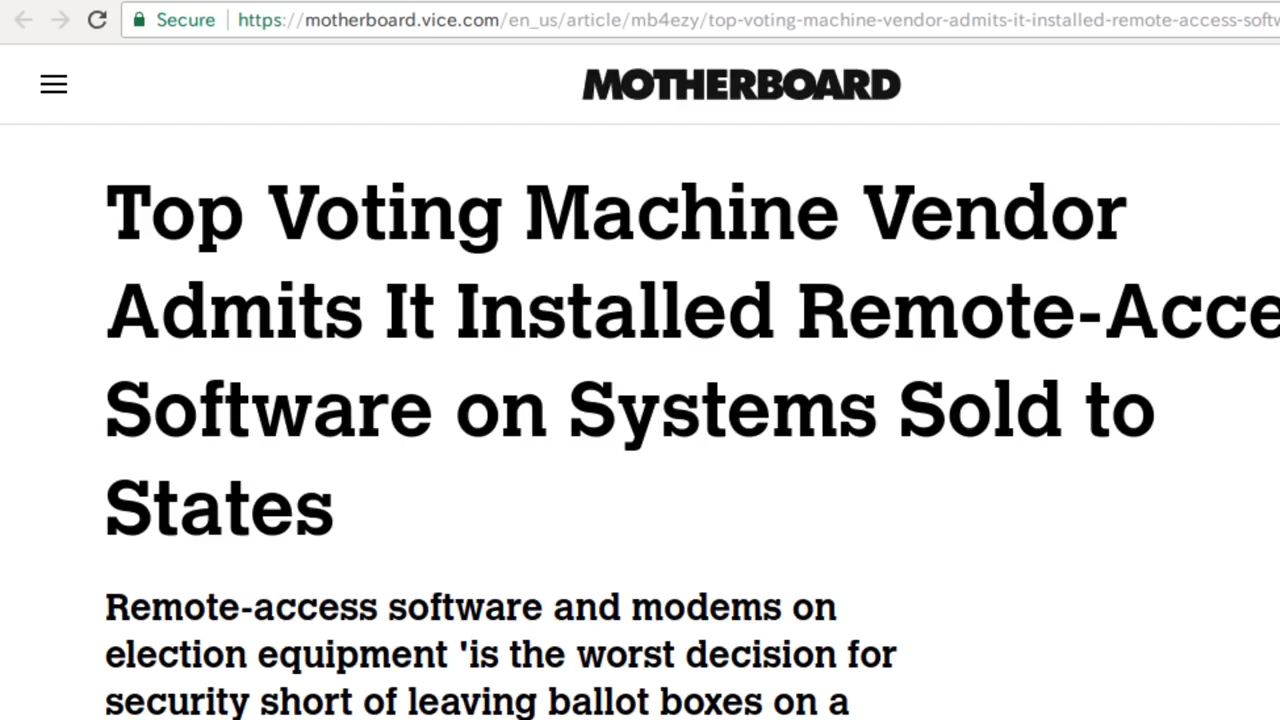 Secure https://motherboard.vice.com/en_us/article/mb4ezy/top-voting-machine-vendor-admits-it-installed-remote-access-softw
MOTHERBOARD
Top Voting Machine Vendor
Admits It Installed Remote-Acce
Software on Systems Sold to
States
Remote-access software and modems on
election equipment 'is the worst decision for
security short of leaving ballot boxes on a